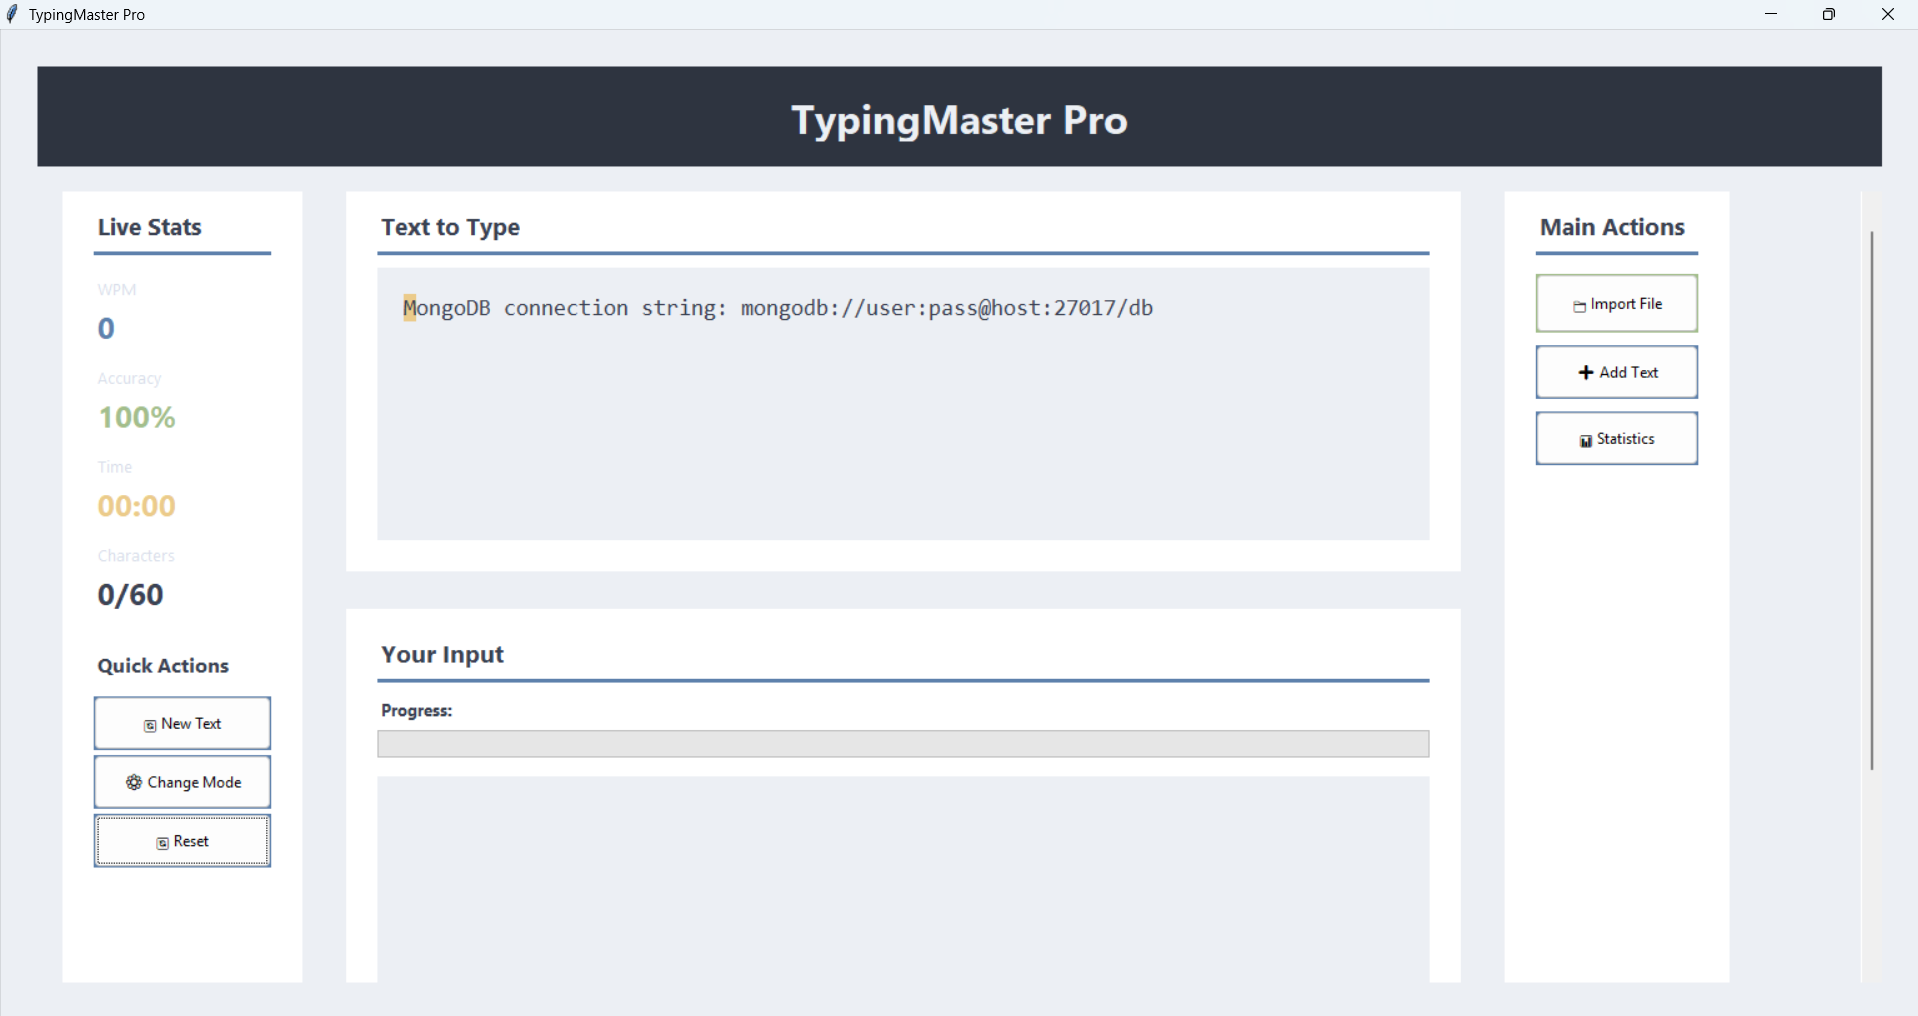 TypingMaster Pro
TypingMaster Pro
Live Stats
WPM
0
Accuracy
100%
Time
00:00
Characters
0/60
Quick Actions
New Text
Change Mode
Reset
Text to Type
MongoDB connection string: mongodb://user:pass@host:27017/db
Your Input
Progress:
Main Actions
Import File
Add Text
Statistics